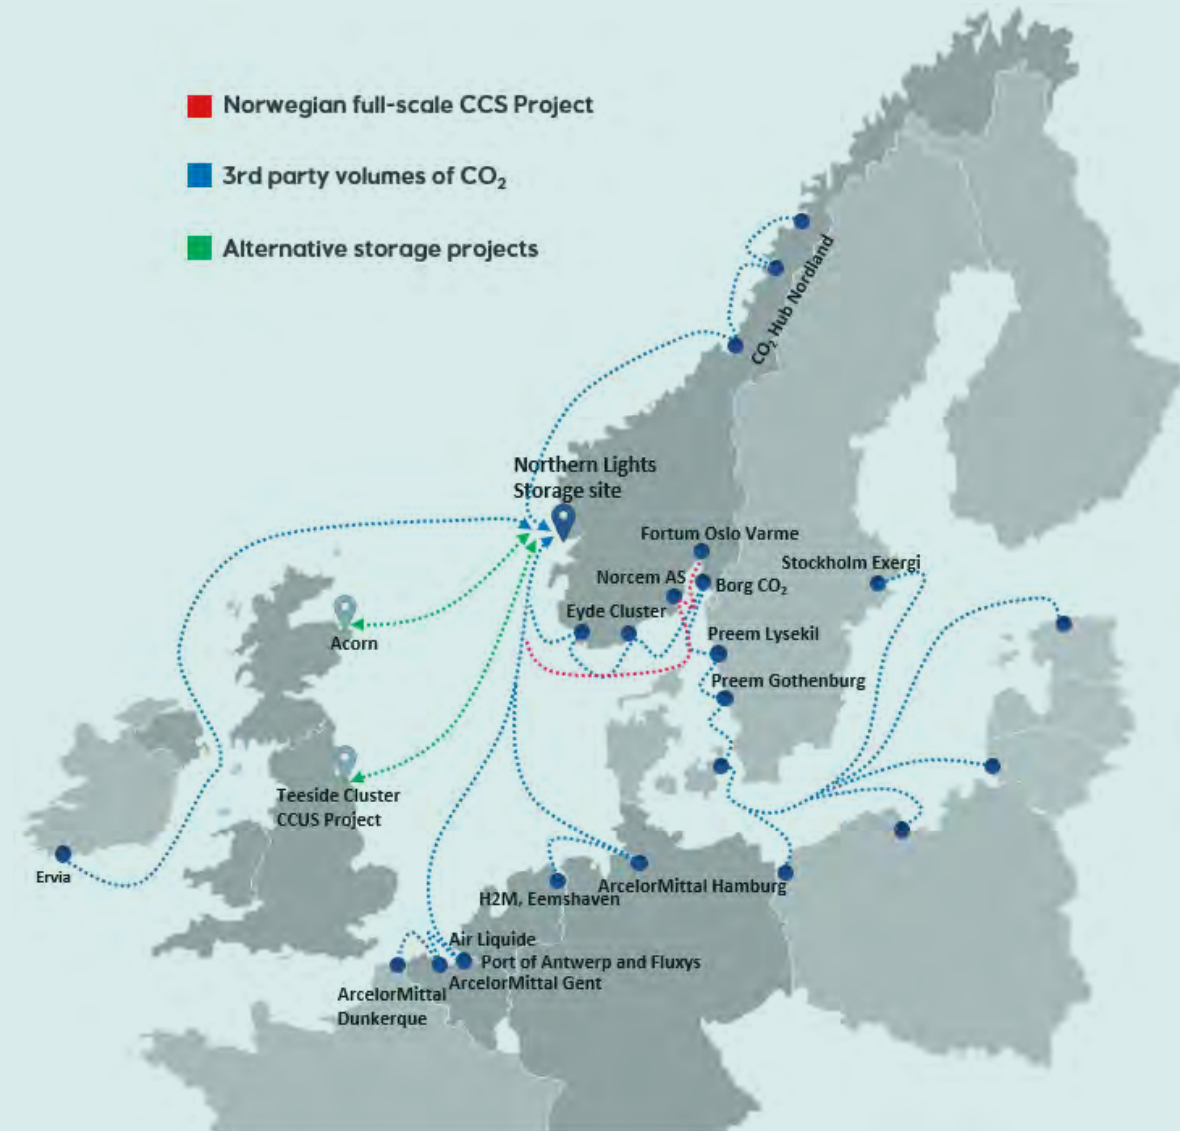 Norwegian full-scale CCS Project
3rd party volumes of CO₂
Alternative storage projects
CO₂ Hub Nordland
Northern Lights
Storage site
Fortum Oslo Varme
Stockholm Exergi
Norcem AS
Borg CO₂
Eyde Cluster
Preem Lysekil
Acorn
Preem Gothenburg
Teeside Cluster
CCUS Project
Ervia
ArcelorMittal Hamburg
H2M, Eemshaven
Air Liquide
Port of Antwerp and Fluxys
ArcelorMittal Gent
ArcelorMittal
Dunkerque